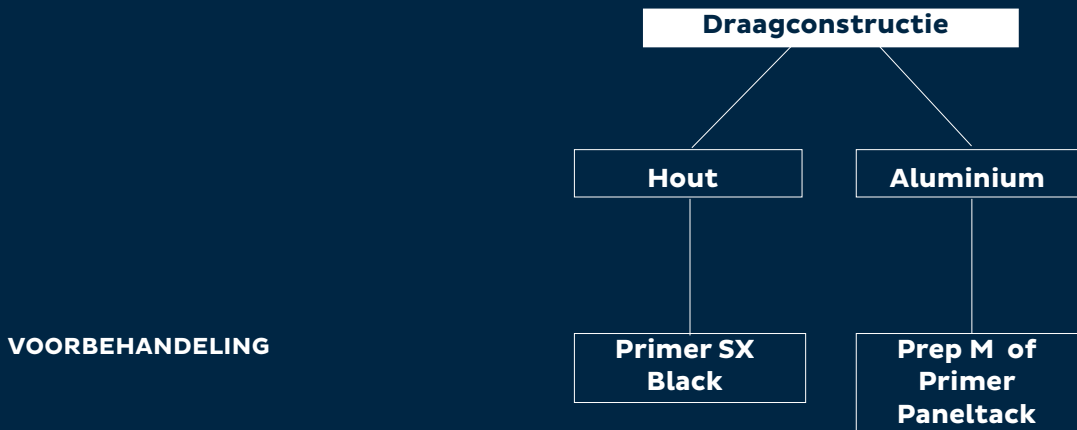 Draagconstructie
Hout
Aluminium
VOORBEHANDELING
Primer SX
Black
Prep M of
Primer
Paneltack